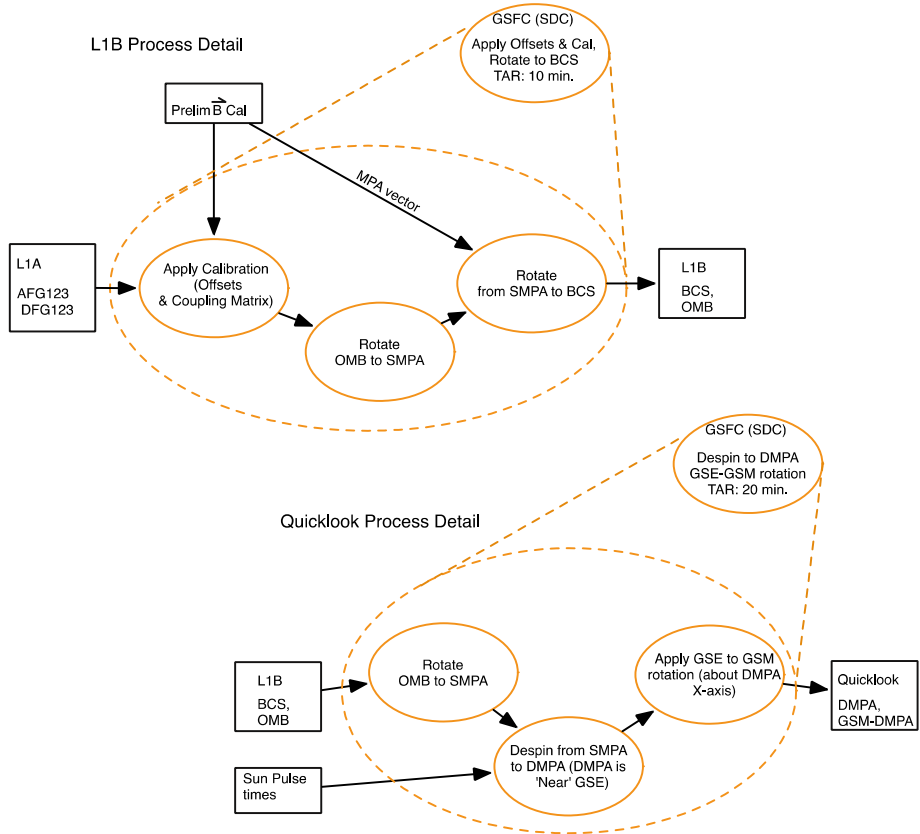 L1B Process Detail
GSFC (SDC)
Apply Offsets & Cal,
Rotate to BCS
TAR: 10 min.
Prelim B Cal
MPA vector
L1A
AFG123
DFG123
Apply Calibration
(Offsets
& Coupling Matrix)
Rotate
OMB to SMPA
Rotate
from SMPA to BCS
L1B
BCS,
OMB
Quicklook Process Detail
GSFC (SDC)
Despin to DMPA
GSE-GSM rotation
TAR: 20 min.
L1B
BCS,
OMB
Sun Pulse
times
Rotate
OMB to SMPA
Despin from SMPA
to DMPA (DMPA is
'Near' GSE)
Apply GSE to GSM
rotation (about DMPA
X-axis)
Quicklook
DMPA,
GSM-DMPA